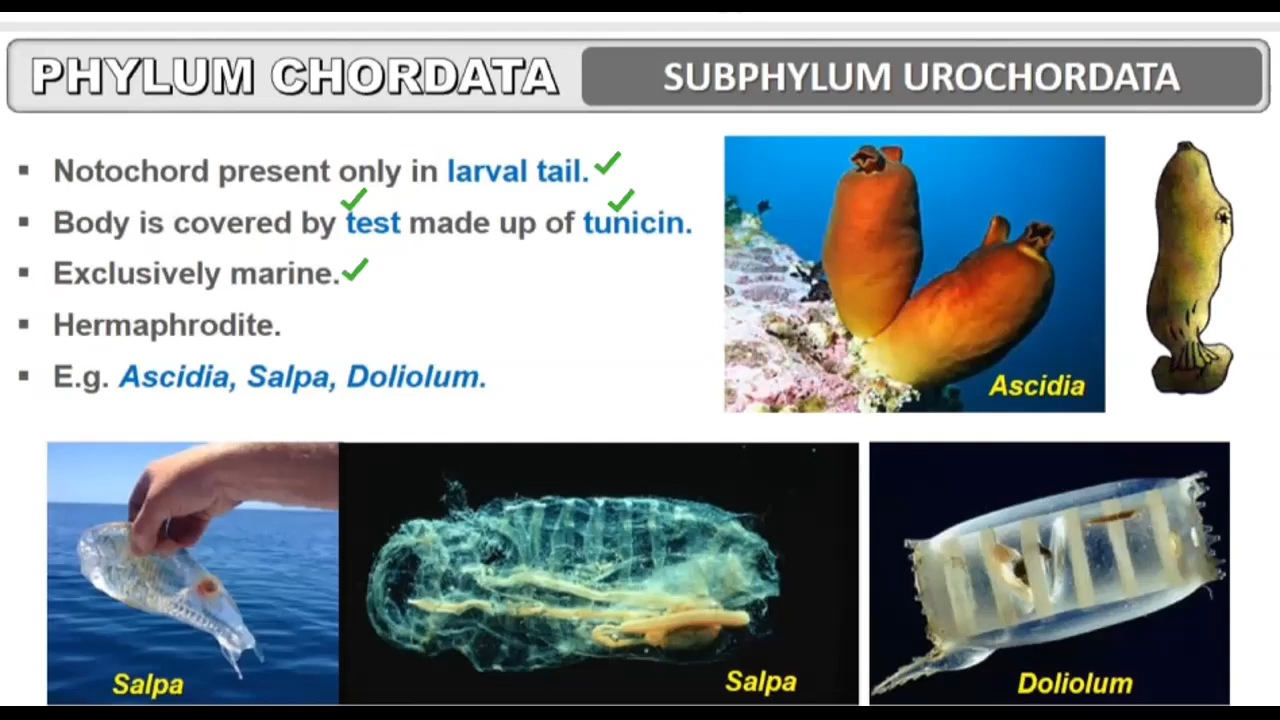 PHYLUM CHORDATA
SUBPHYLUM UROCHORDATA
▪ Notochord present only in larval tail.
▪ Body is covered by test made up of tunicin.
▪ Exclusively marine.
▪ Hermaphrodite.
▪ E.g. Ascidia, Salpa, Doliolum.
Ascidia
Salpa
Salpa
Doliolum